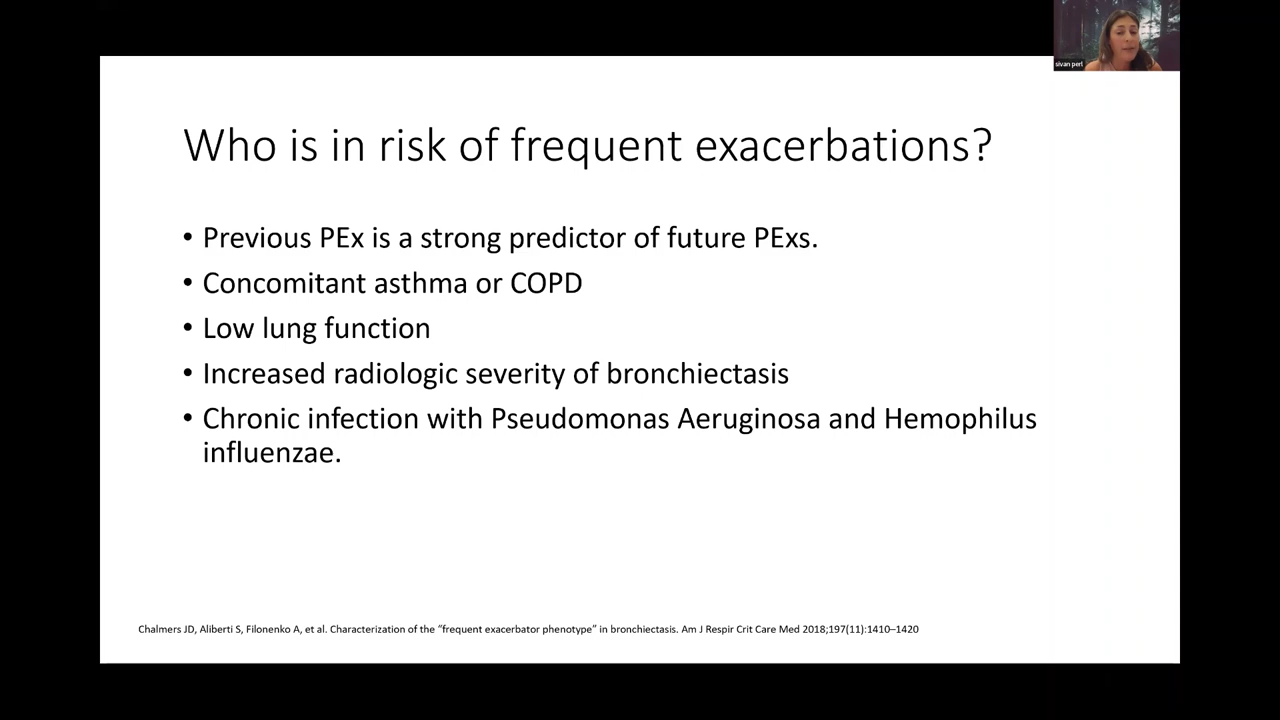 sivan perl
Who is in risk of frequent exacerbations?
• Previous PEx is a strong predictor of future PExs.
• Concomitant asthma or COPD
• Low lung function
• Increased radiologic severity of bronchiectasis
• Chronic infection with Pseudomonas Aeruginosa and Hemophilus
influenzae.
Chalmers JD, Aliberti S, Filonenko A, et al. Characterization of the “frequent exacerbator phenotype” in bronchiectasis. Am J Respir Crit Care Med 2018;197(11):1410–1420